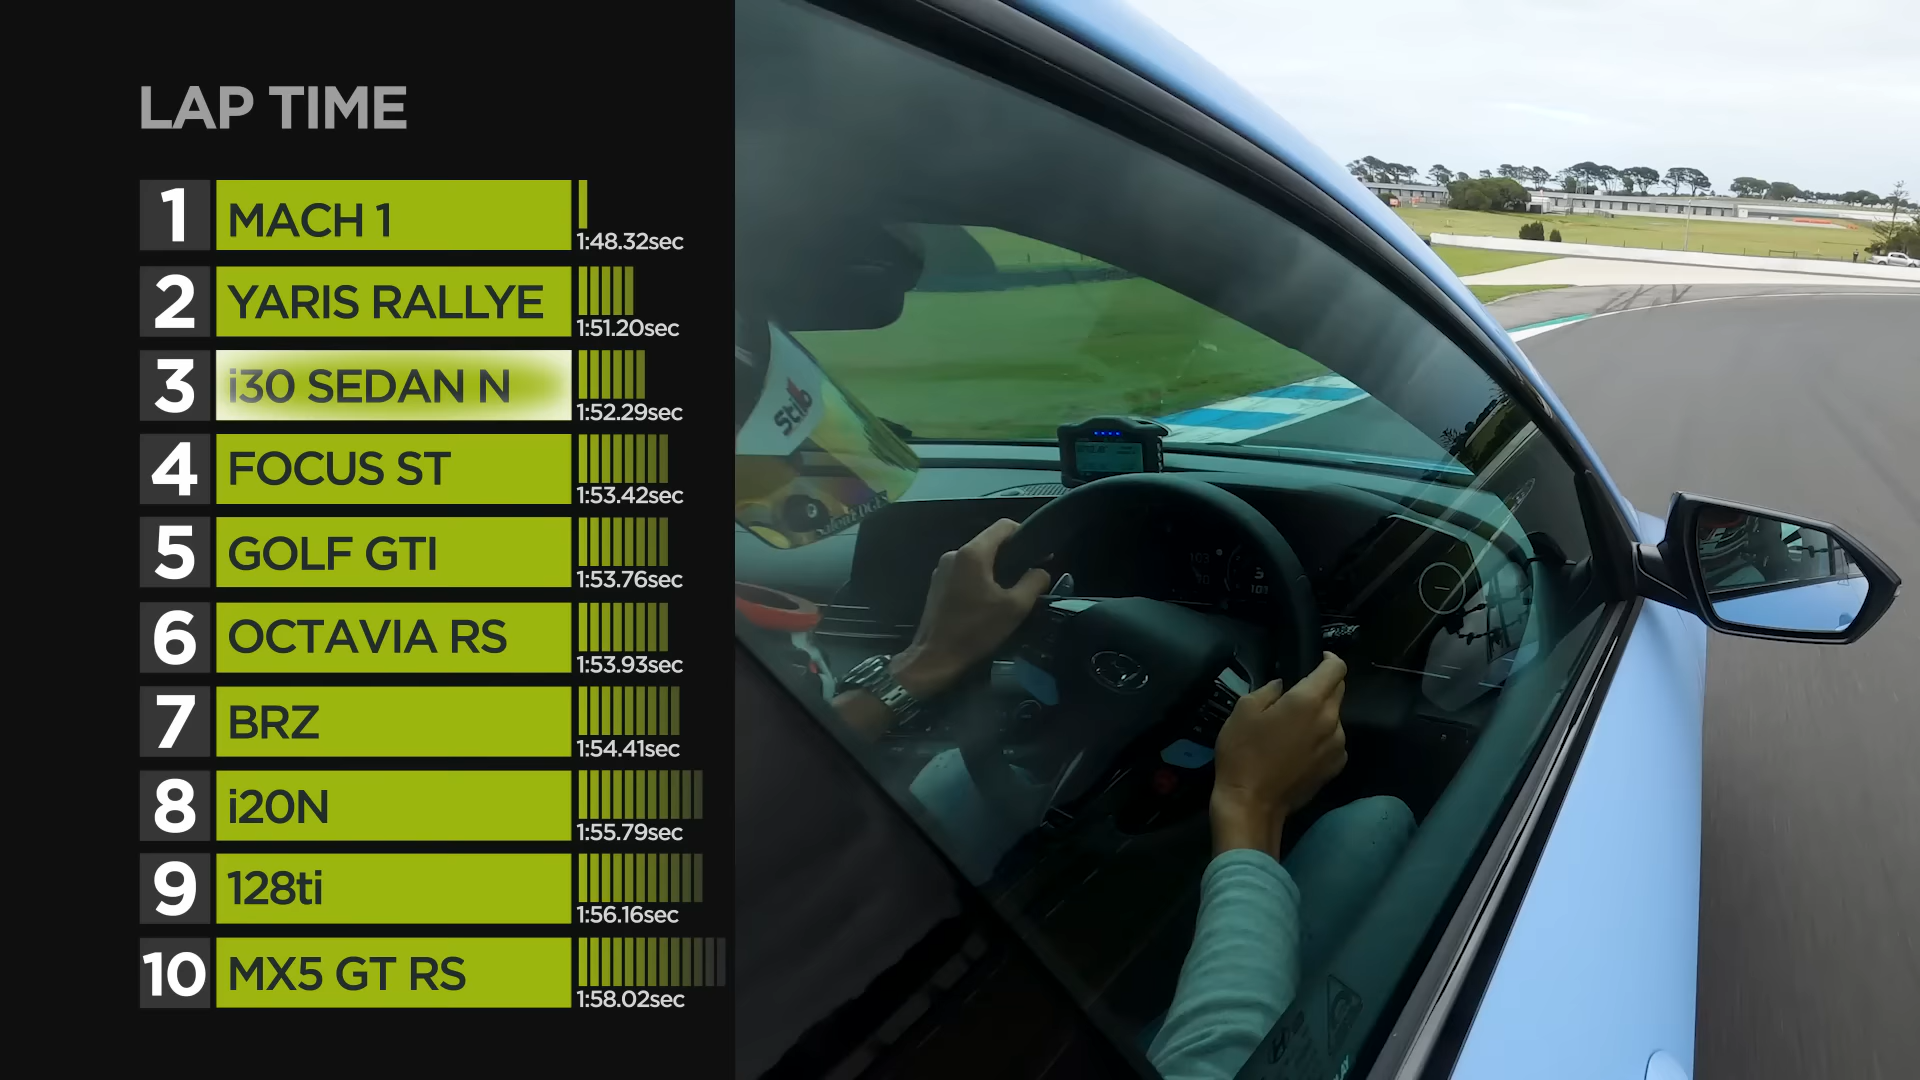 LAP TIME
1 MACH 1 1:48.32sec
2 YARIS RALLYE 1:51.20sec
3 i30 SEDAN N 1:52.29sec
4 FOCUS ST 1:53.42sec
5 GOLF GTI 1:53.76sec
6 OCTAVIA RS 1:53.93sec
7 BRZ 1:54.41sec
8 i20N 1:55.79sec
9 128ti 1:56.16sec
10 MX5 GT RS 1:58.02sec
stilo